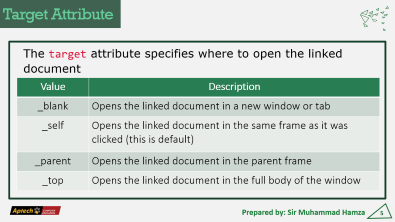 Target Attribute
The target attribute specifies where to open the linked
document
Value Description
_blank Opens the linked document in a new window or tab
_self Opens the linked document in the same frame as it was
clicked (this is default)
_parent Opens the linked document in the parent frame
_top Opens the linked document in the full body of the window
Aptech
Prepared by: Sir Muhammad Hamza
5